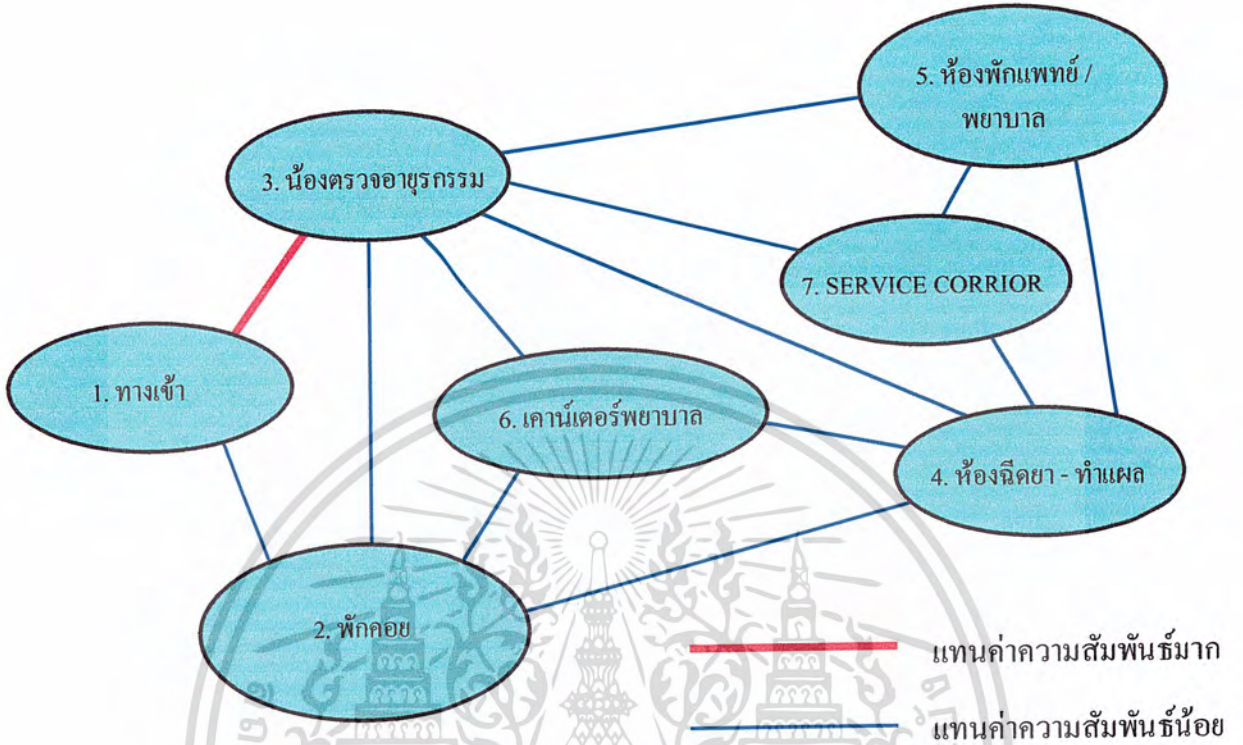 5. ห้องพักแพทย์ /
พยาบาล
3. น้องตรวจอายุรกรรม
7. SERVICE CORRIOR
1. ทางเข้า
6. เคาน์เตอร์พยาบาล
4. ห้องฉีดยา - ทำแผล
2. พักคอย
แทนค่าความสัมพันธ์มาก
แทนค่าความสัมพันธ์น้อย